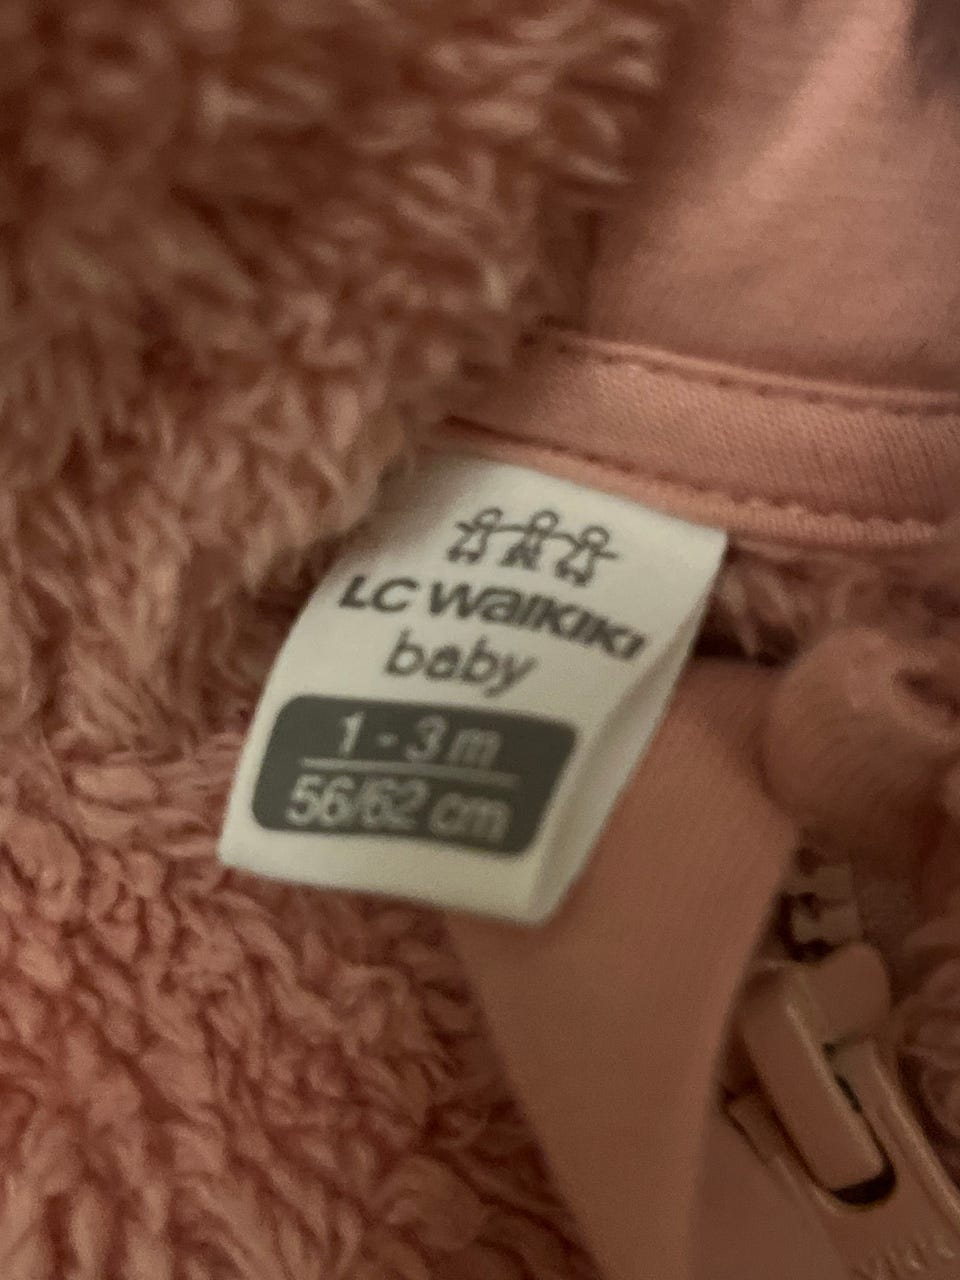 LC Waikiki
baby
1 - 3 m
56/62 cm